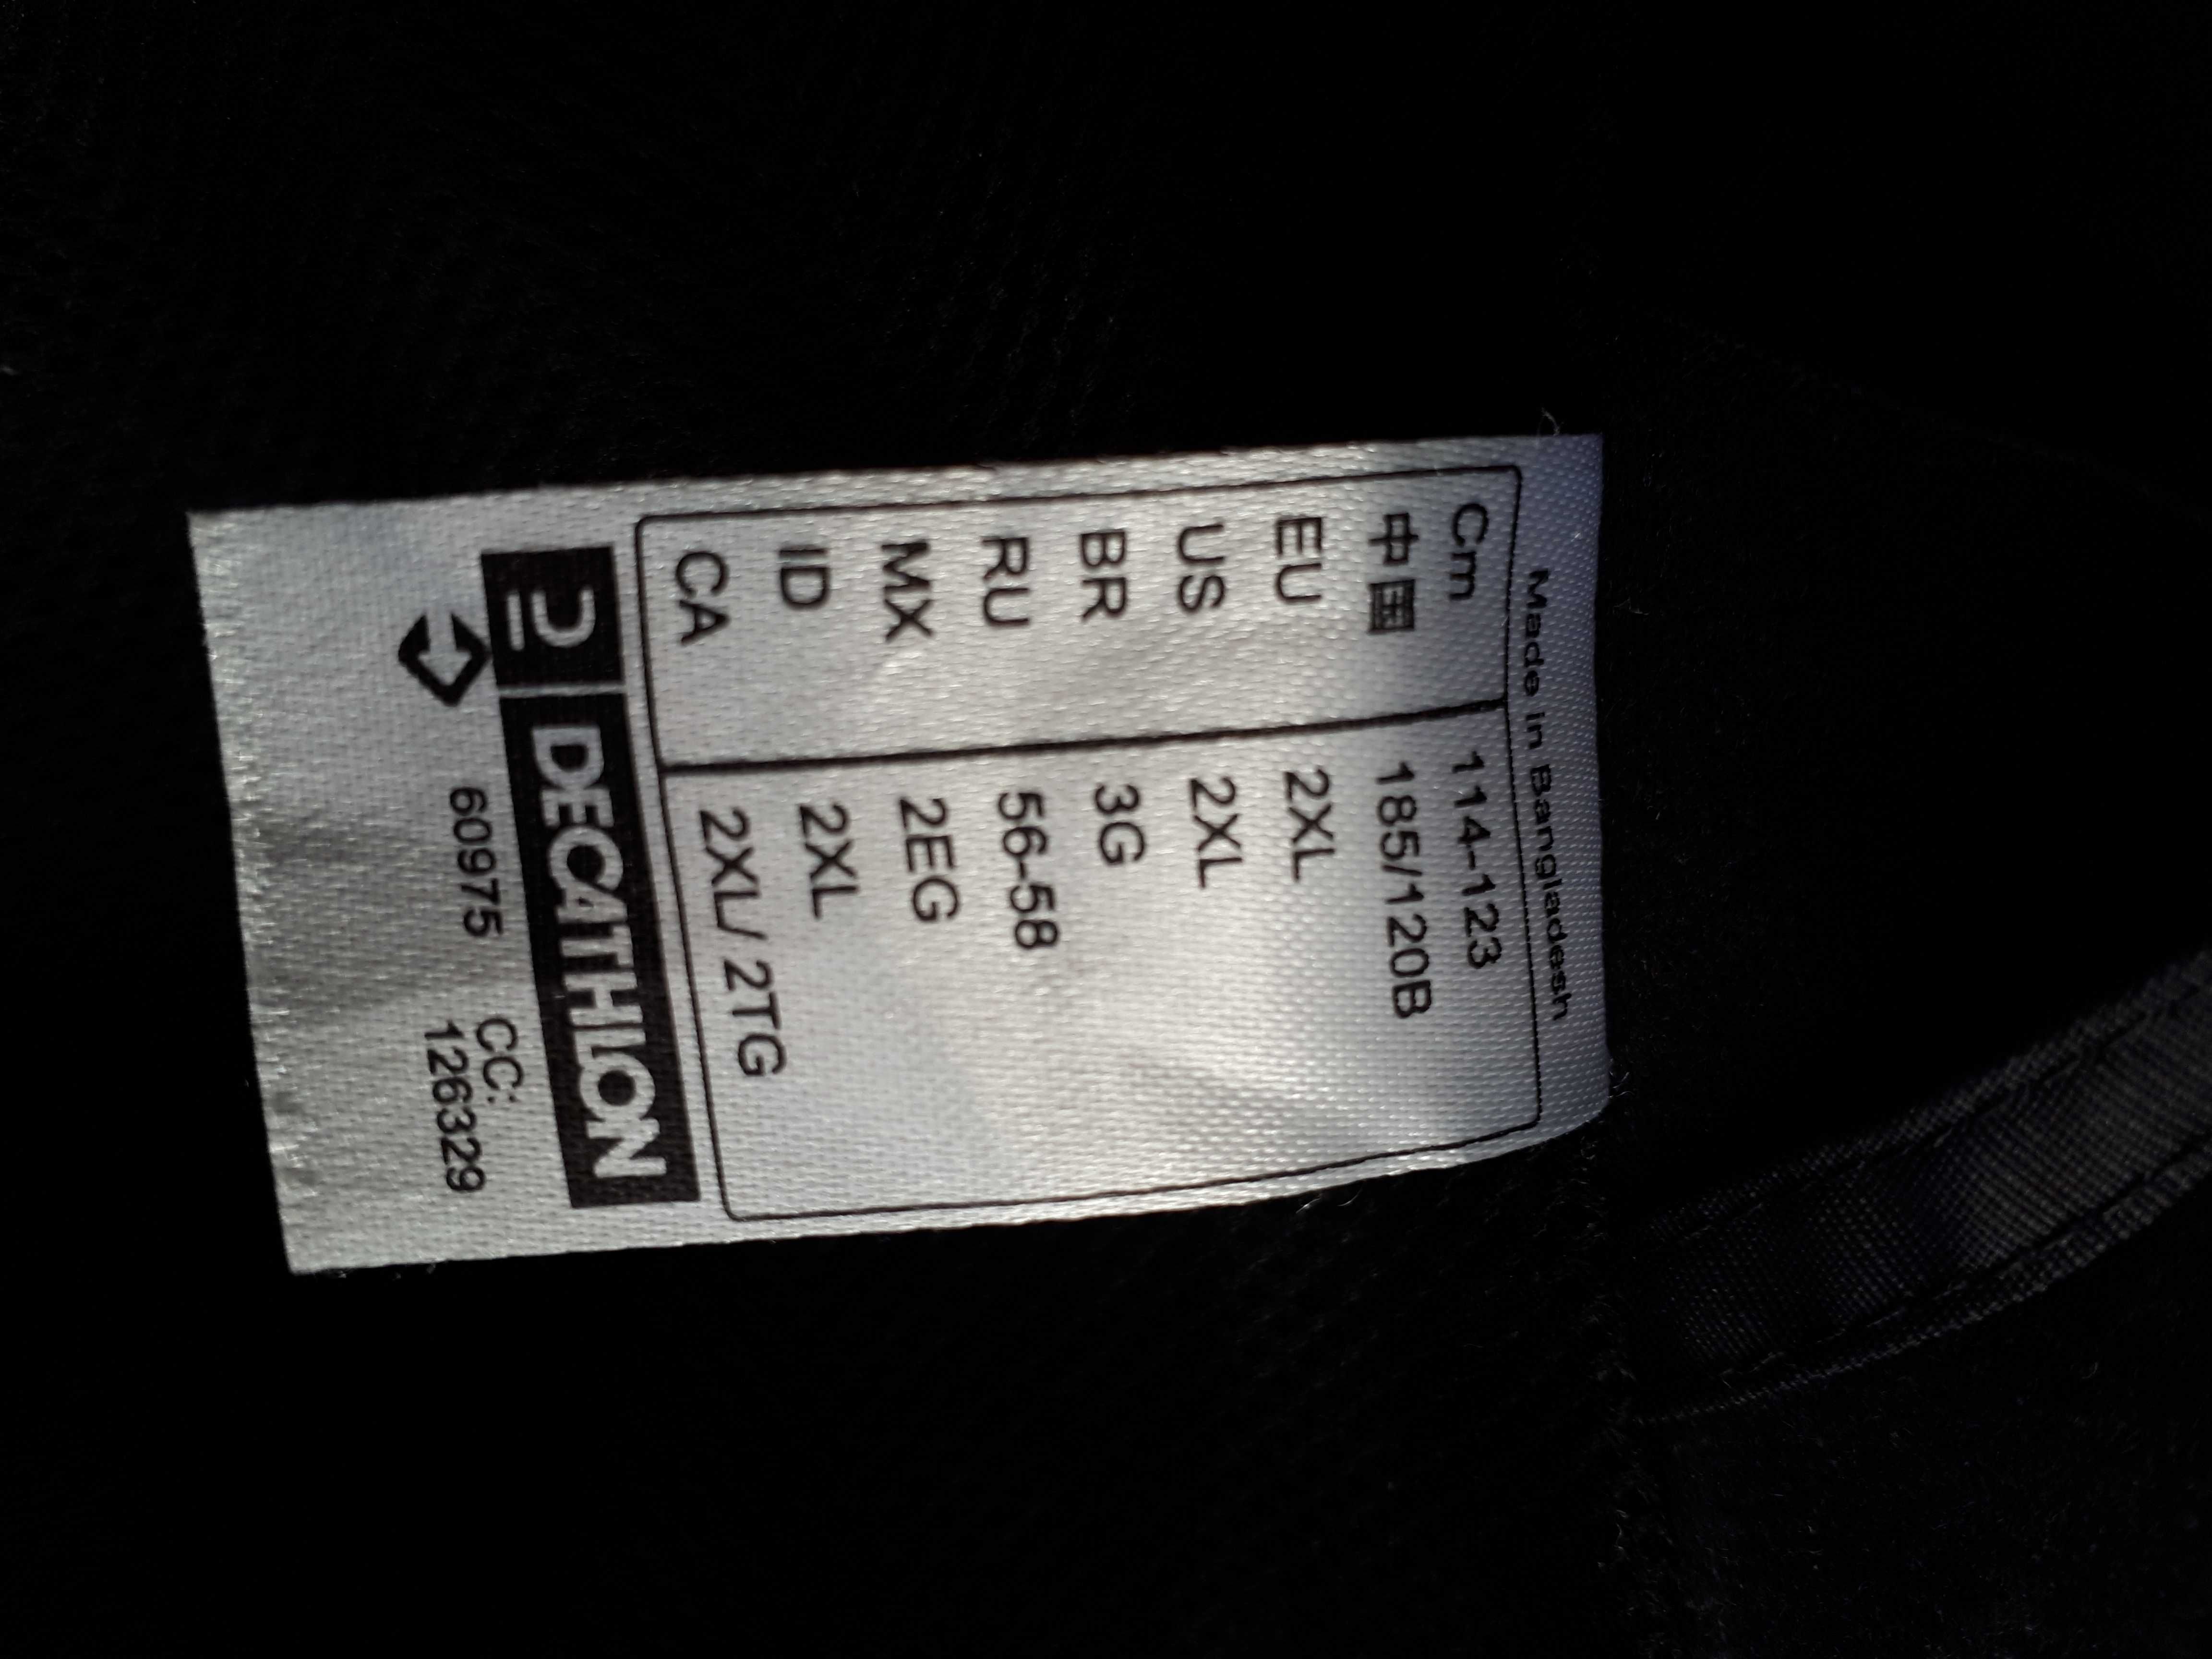 Made in Bangladesh
Cm 114-123
中国 185/120B
EU 2XL
US 2XL
BR 3G
RU 56-58
MX 2EG
ID 2XL
CA 2XL/ 2TG
DECATHLON
60975 CC:
1263329